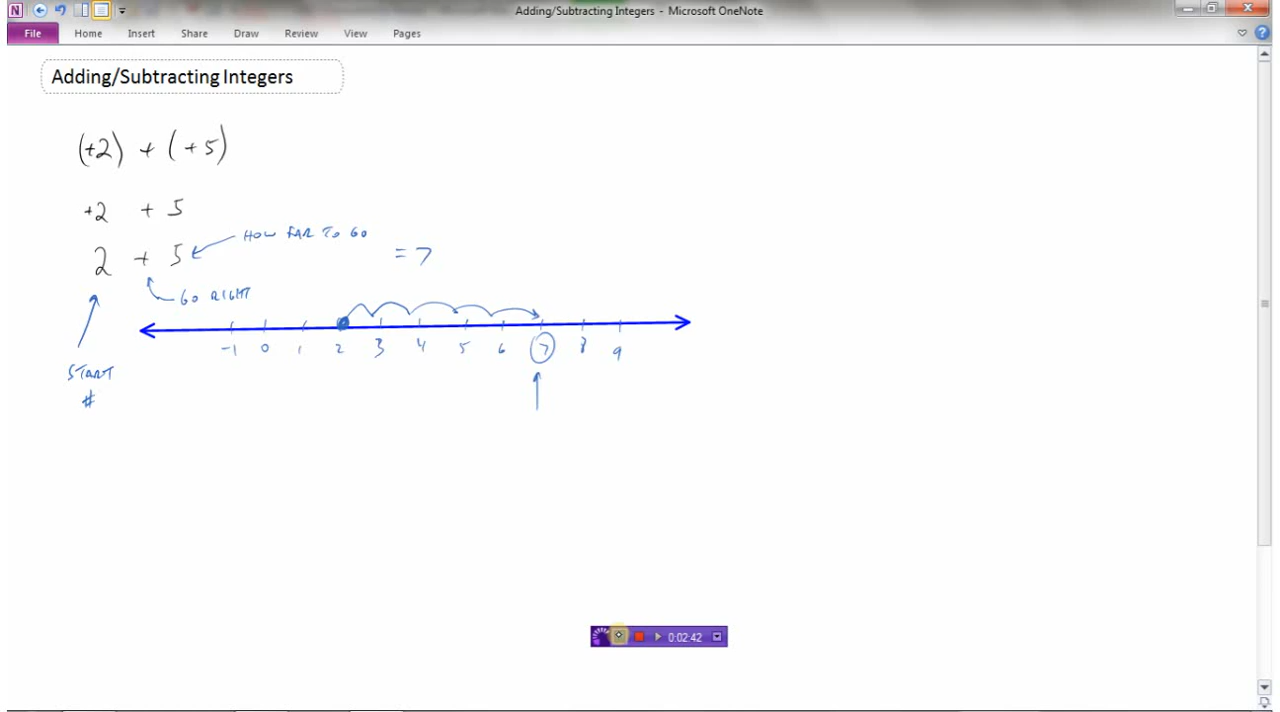 Adding/Subtracting Integers - Microsoft OneNote
File Home Insert Share Draw Review View Pages
Adding/Subtracting Integers
(+2) + (+5)
+2 + 5
HOW FAR TO GO
2 + 5 = 7
GO RIGHT
-1 0 1 2 3 4 5 6 7 8 9
START
#
0:02:42